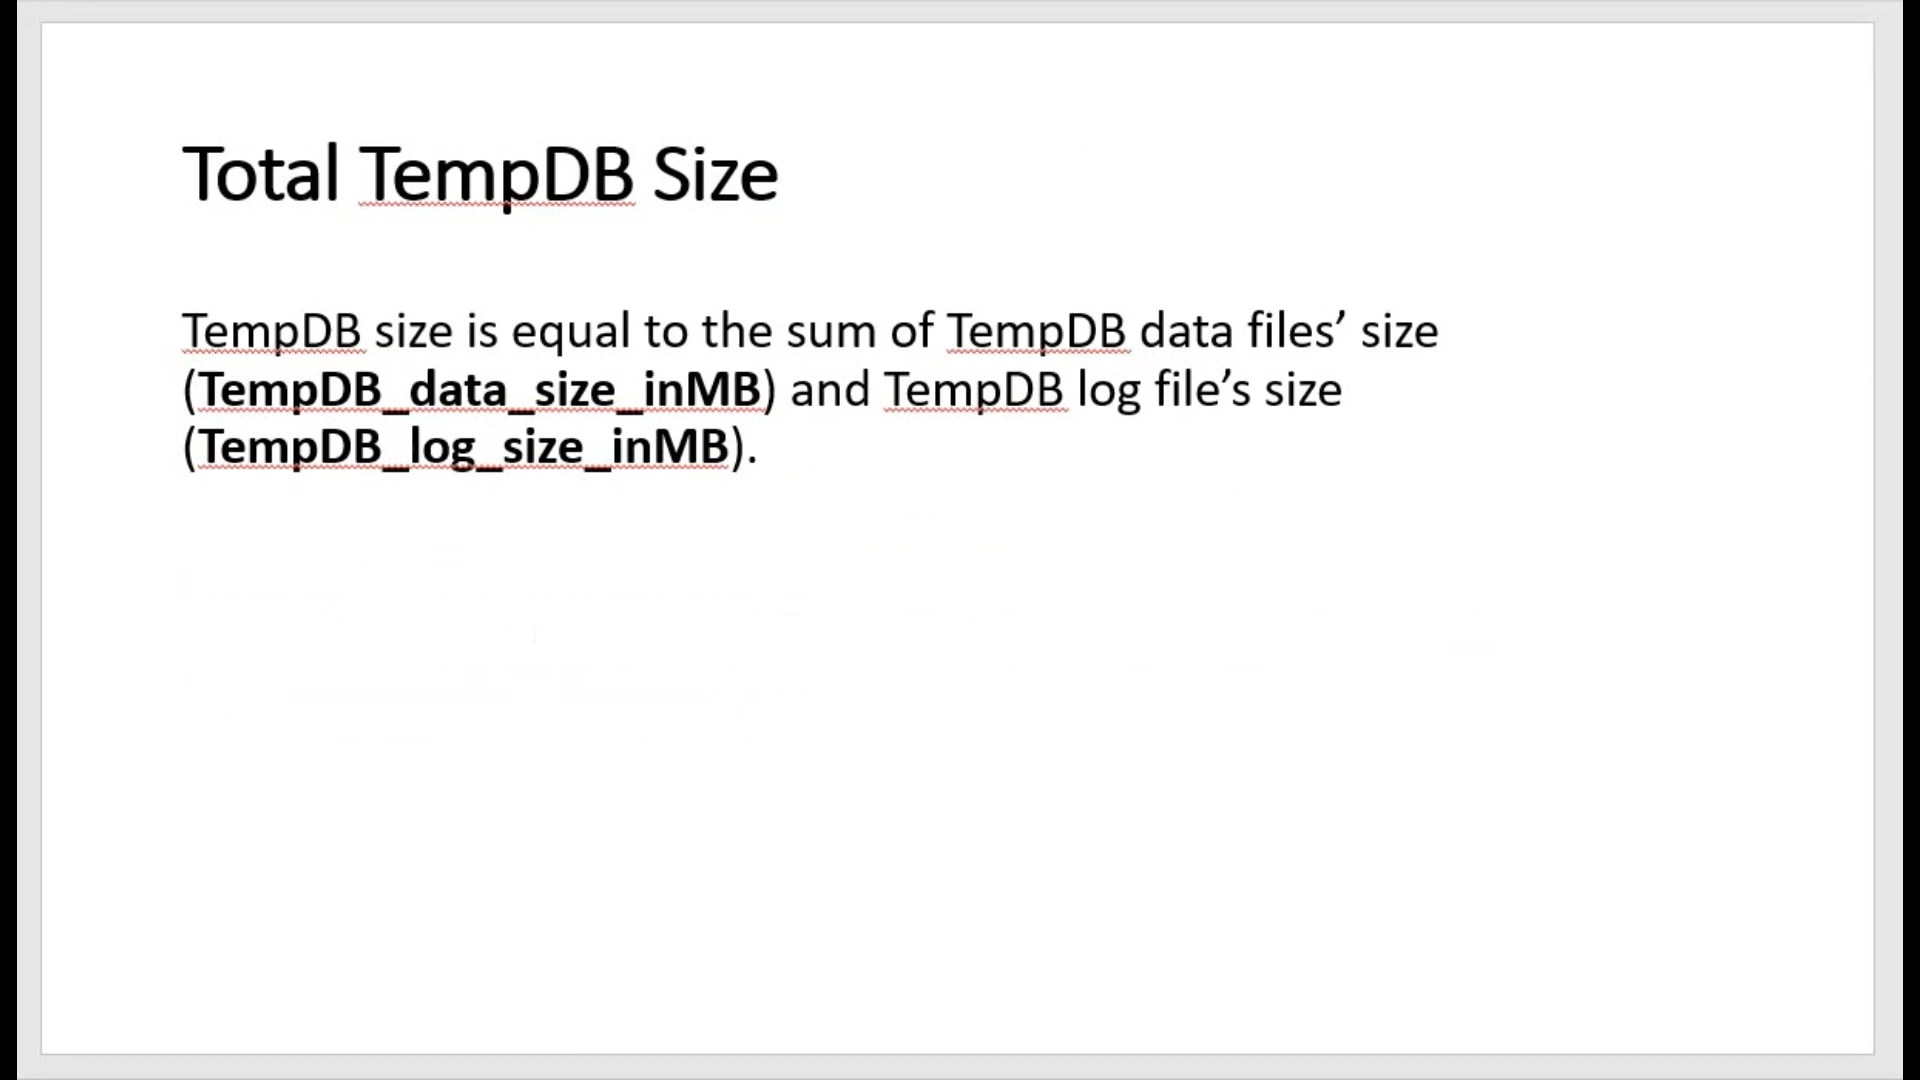 Total TempDB Size
TempDB size is equal to the sum of TempDB data files’ size
(TempDB_data_size_inMB) and TempDB log file’s size
(TempDB_log_size_inMB).